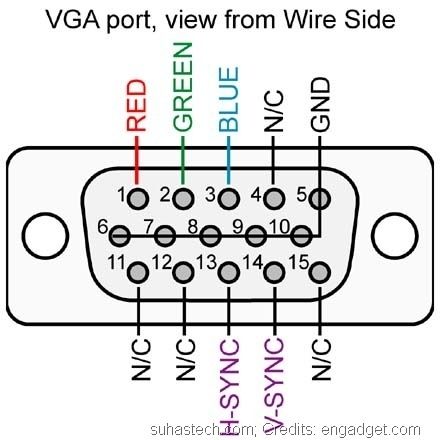 VGA port, view from Wire Side
RED
GREEN
BLUE
N/C
GND
1 2 3 4 5
6 7 8 9 10
11 12 13 14 15
N/C
N/C
H-SYNC
V-SYNC
N/C
suhastech.com; Credits: engadget.com